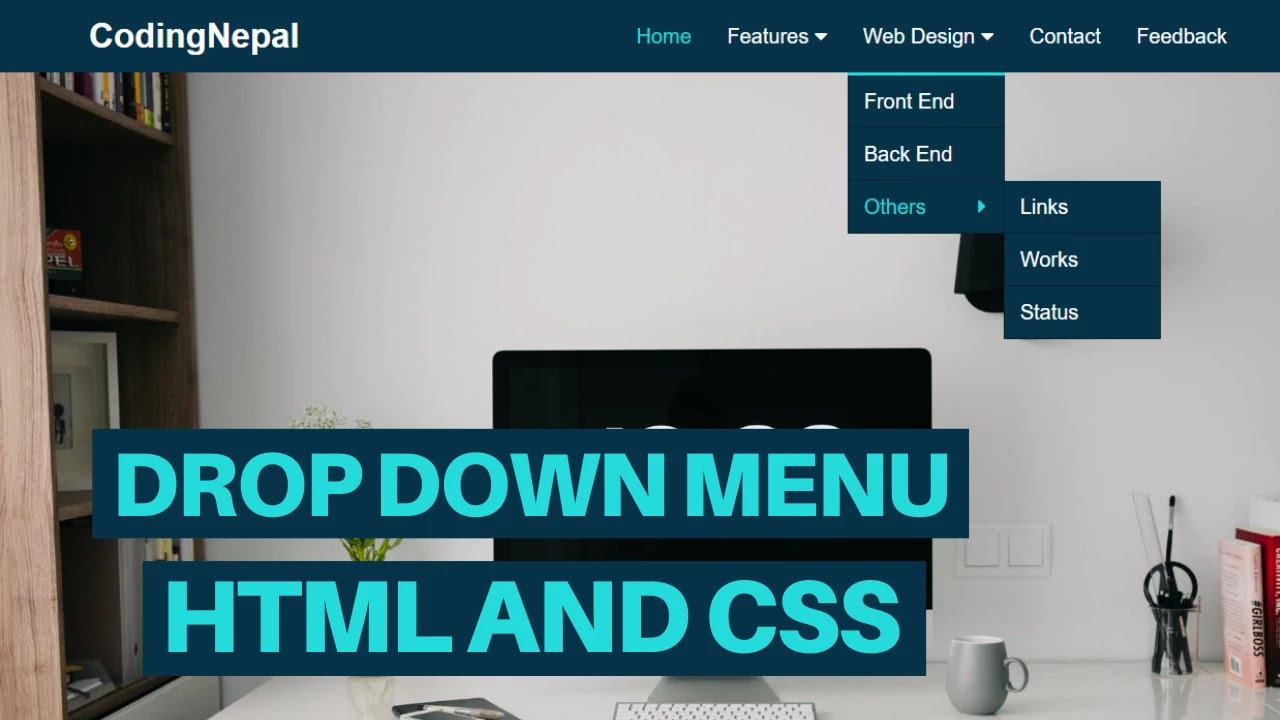 CodingNepal
Home Features Web Design Contact Feedback
Front End
Back End
Others
Links
Works
Status
DROP DOWN MENU
HTML AND CSS
#GIRLBOSS